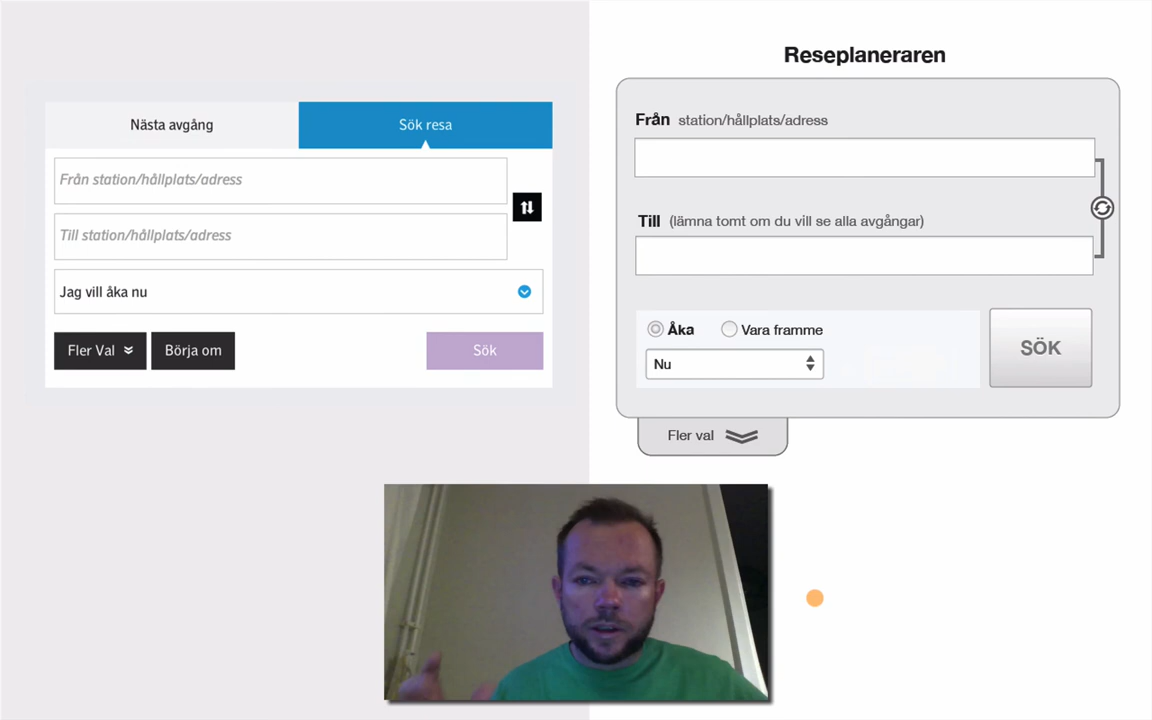 Nästa avgång
Sök resa
Från station/hållplats/adress
Till station/hållplats/adress
Jag vill åka nu
Fler Val
Börja om
Sök
Reseplaneraren
Från station/hållplats/adress
Till (lämna tomt om du vill se alla avgångar)
Åka
Vara framme
Nu
SÖK
Fler val